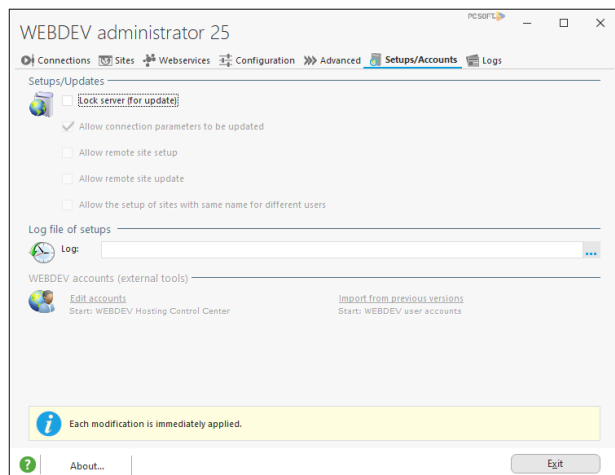 PC SOFT
WEBDEV administrator 25
Connections Sites Webservices Configuration Advanced Setups/Accounts Logs
Setups/Updates
Lock server (for update)
Allow connection parameters to be updated
Allow remote site setup
Allow remote site update
Allow the setup of sites with same name for different users
Log file of setups
Log:
...
WEBDEV accounts (external tools)
Edit accounts Import from previous versions
Start: WEBDEV Hosting Control Center Start: WEBDEV user accounts
Each modification is immediately applied.
? About... Exit